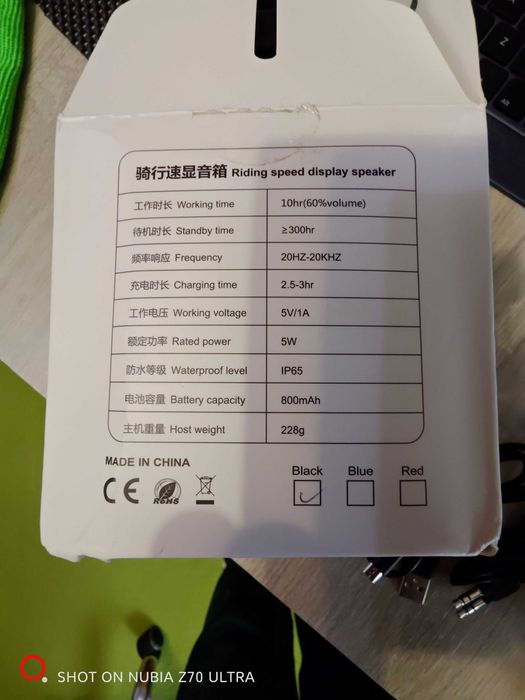 骑行速显音箱 Riding speed display speaker
工作时长 Working time 10hr(60%volume)
待机时长 Standby time ≥300hr
频率响应 Frequency 20HZ-20KHZ
充电时长 Charging time 2.5-3hr
工作电压 Working voltage 5V/1A
额定功率 Rated power 5W
防水等级 Waterproof level IP65
电池容量 Battery capacity 800mAh
主机重量 Host weight 228g
MADE IN CHINA
Black Blue Red
CE RoHS
SHOT ON NUBIA Z70 ULTRA